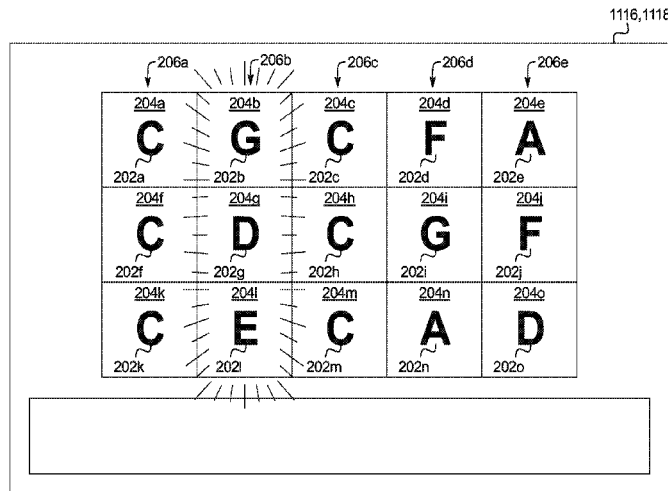 1116,1118
206a 206b 206c 206d 206e
204a 204b 204c 204d 204e
C G C F A
202a 202b 202c 202d 202e
204f 204g 204h 204i 204j
C D C G F
202f 202g 202h 202i 202j
204k 204l 204m 204n 204o
C E C A D
202k 202l 202m 202n 202o